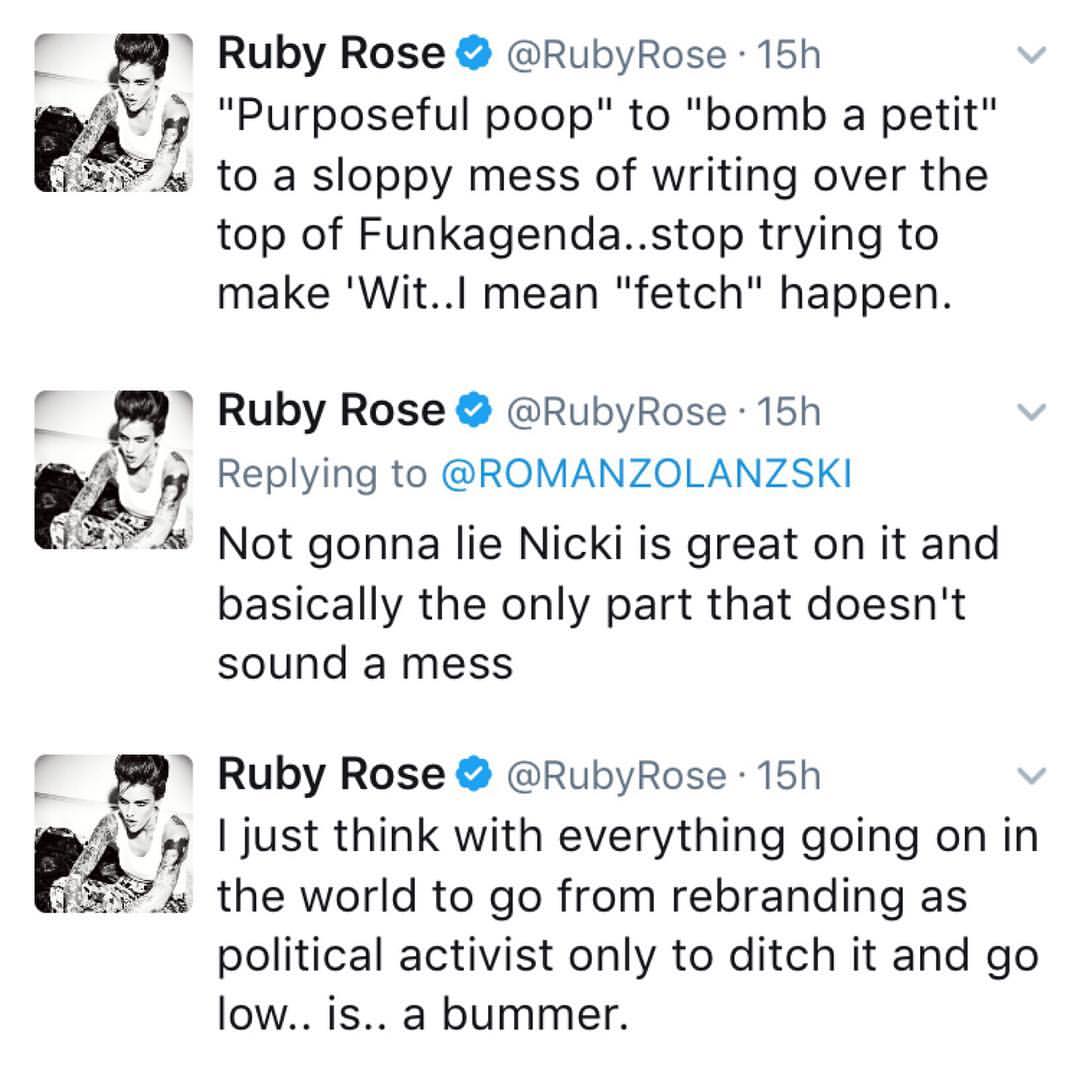 Ruby Rose @RubyRose · 15h
"Purposeful poop" to "bomb a petit"
to a sloppy mess of writing over the
top of Funkagenda..stop trying to
make 'Wit..I mean "fetch" happen.
Ruby Rose @RubyRose · 15h
Replying to @ROMANZOLANZSKI
Not gonna lie Nicki is great on it and
basically the only part that doesn't
sound a mess
Ruby Rose @RubyRose · 15h
I just think with everything going on in
the world to go from rebranding as
political activist only to ditch it and go
low.. is.. a bummer.